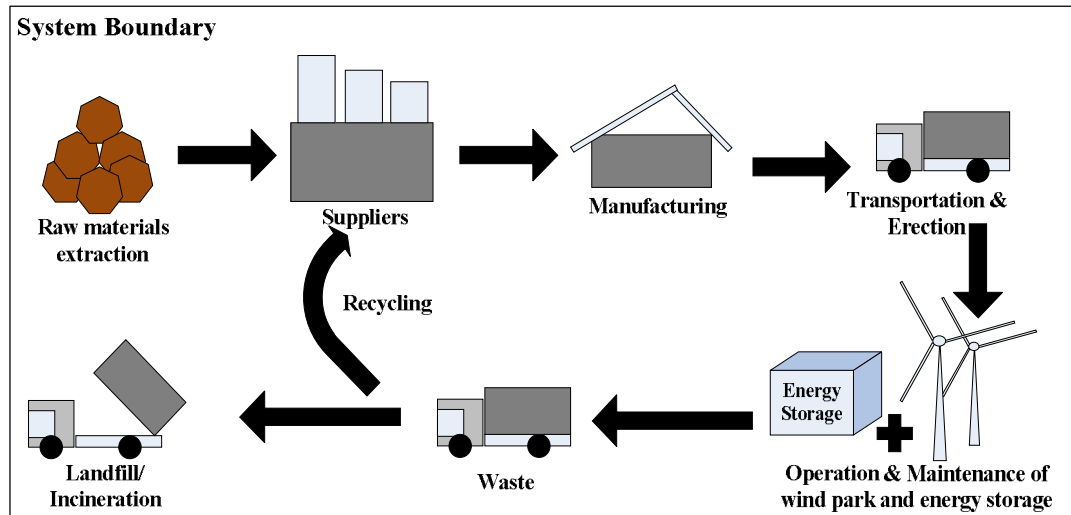 System Boundary
Raw materials
extraction
Suppliers
Manufacturing
Transportation &
Erection
Recycling
Energy
Storage
Operation & Maintenance of
wind park and energy storage
Waste
Landfill/
Incineration